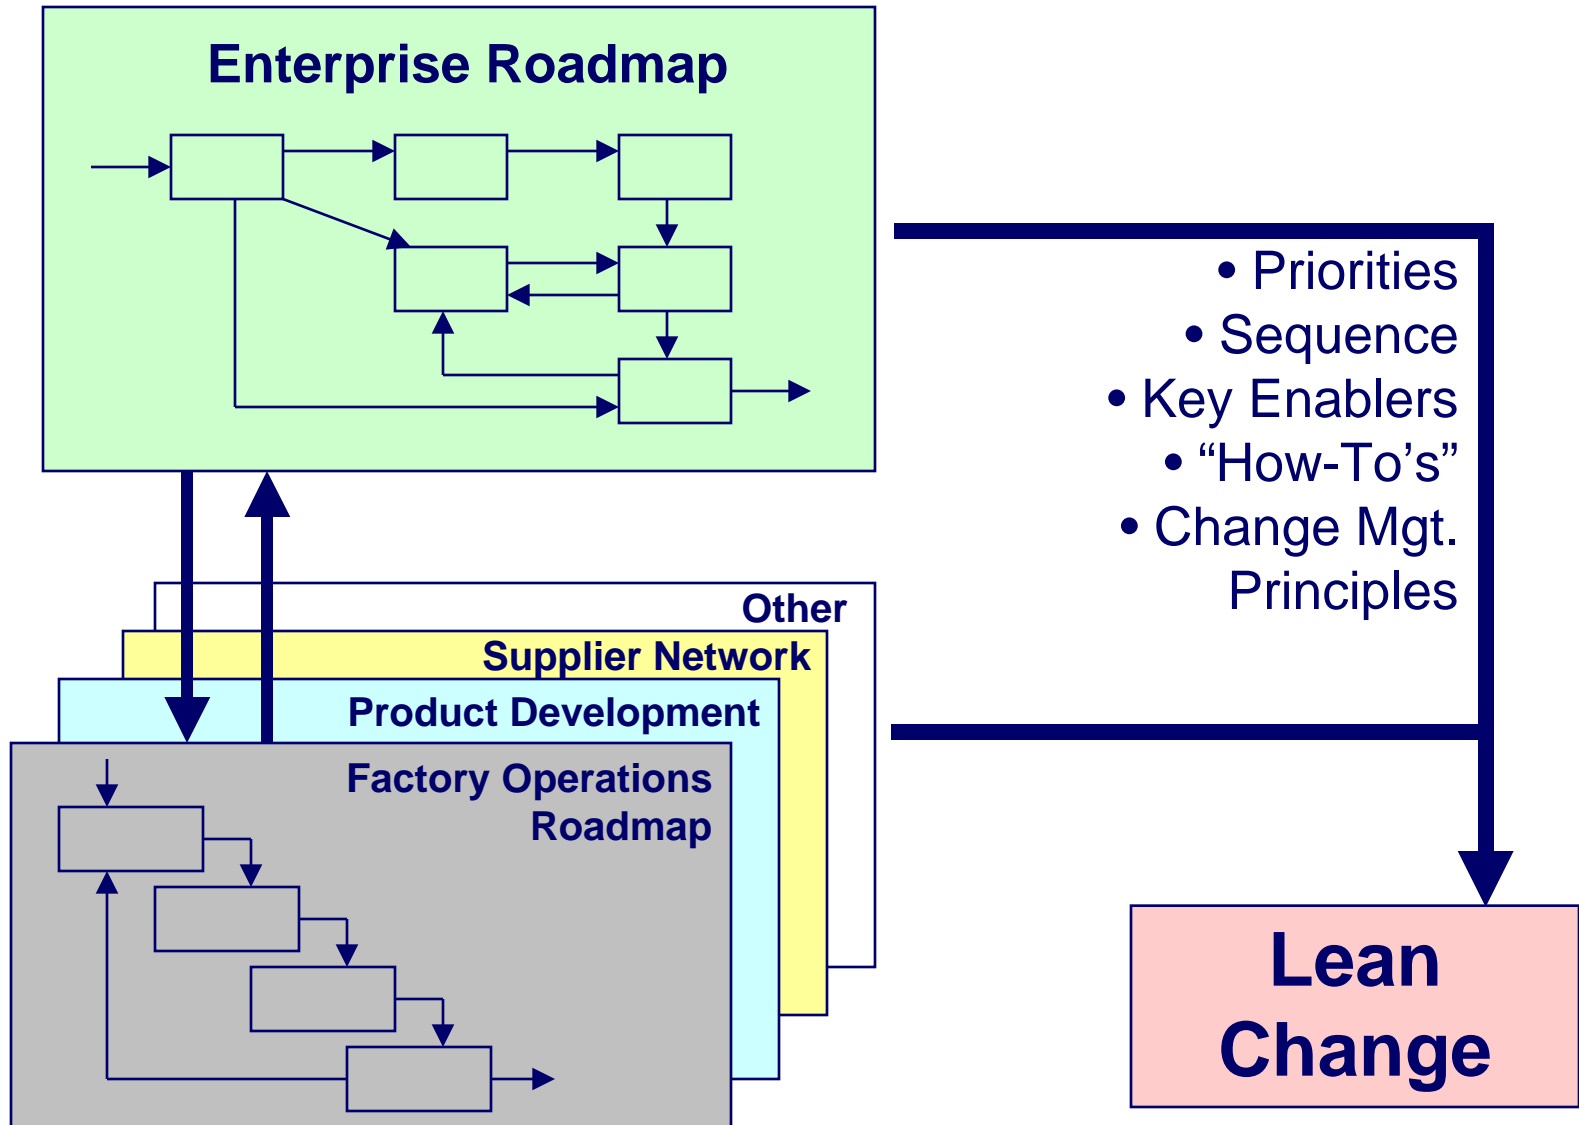 Enterprise Roadmap
• Priorities
• Sequence
• Key Enablers
• “How-To’s”
• Change Mgt.
Principles
Other
Supplier Network
Product Development
Factory Operations
Roadmap
Lean
Change